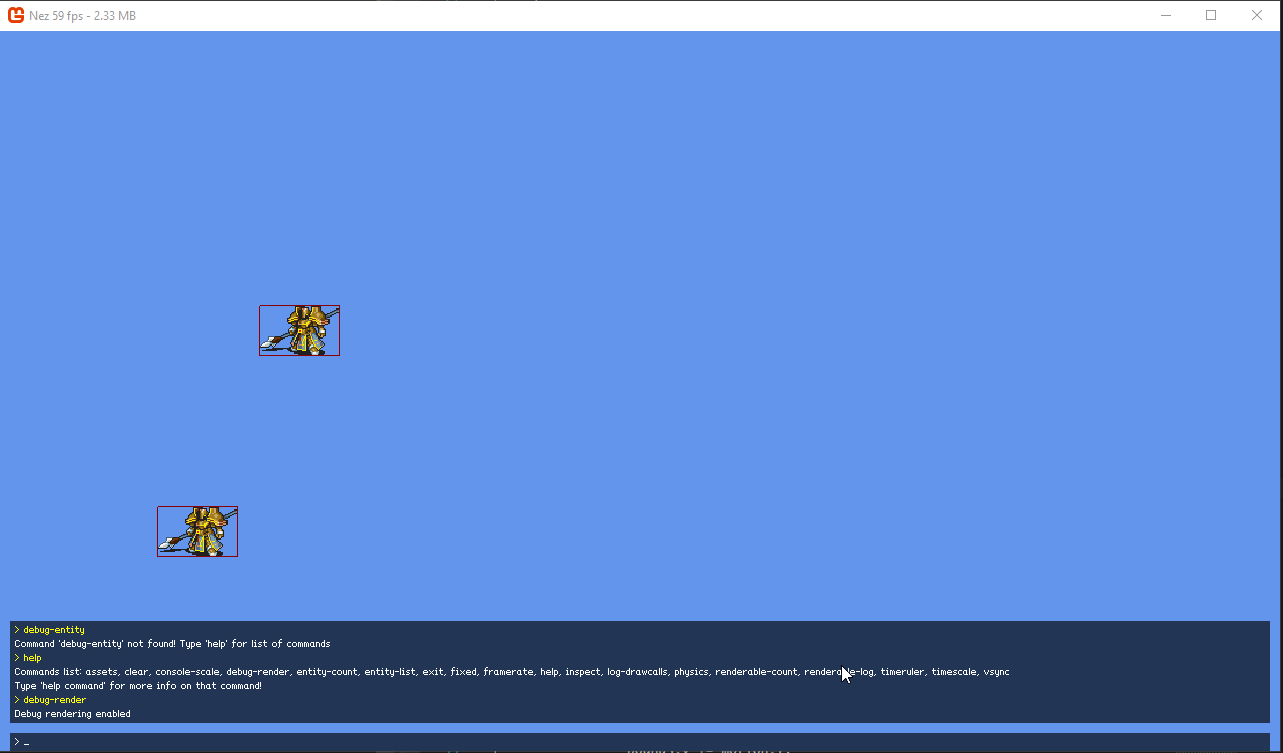 Nez 59 fps - 2.33 MB
> debug-entity
Command 'debug-entity' not found! Type 'help' for list of commands
> help
Commands list: assets, clear, console-scale, debug-render, entity-count, entity-list, exit, fixed, framerate, help, inspect, log-drawcalls, physics, renderable-count, renderable-log, timeruler, timescale, vsync
Type 'help command' for more info on that command!
> debug-render
Debug rendering enabled
> _